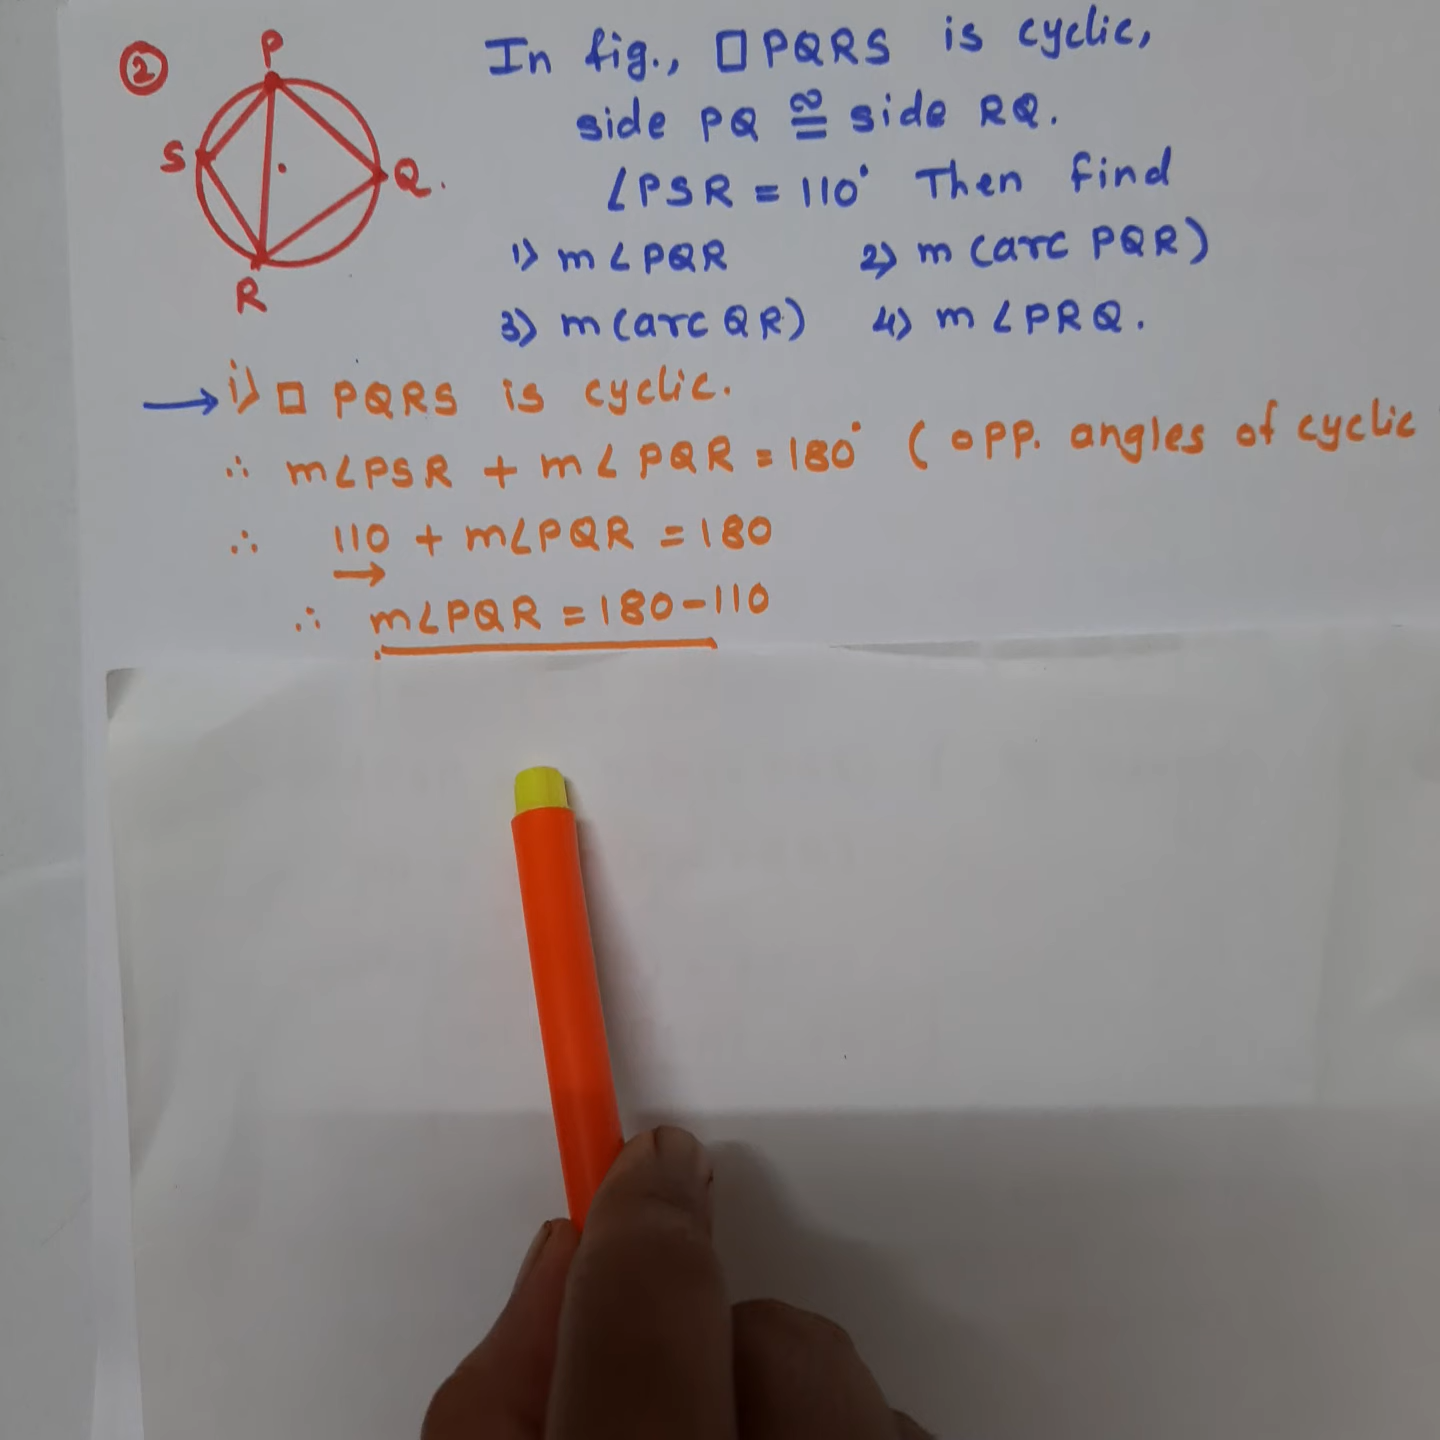 2
P
S
Q.
R
In fig., □PQRS is cyclic,
side PQ ≅ side RQ.
∠PSR = 110° Then find
1) m∠PQR 2) m(arc PQR)
3) m(arc QR) 4) m∠PRQ.
→ i) □ PQRS is cyclic.
∴ m∠PSR + m∠PQR = 180° (opp. angles of cyclic
∴ 110 + m∠PQR = 180
∴ m∠PQR = 180-110